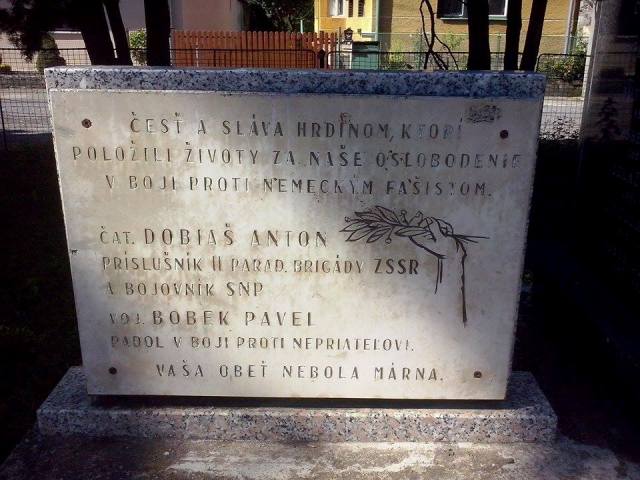 ČESŤ A SLÁVA HRDINOM, KTORÍ
POLOŽILI ŽIVOTY ZA NAŠE OSLOBODENIE
V BOJI PROTI NEMECKÝM FAŠISTOM.
ČAT. DOBIAŠ ANTON
PRÍSLUŠNÍK II PARAD. BRIGÁDY ZSSR
A BOJOVNÍK SNP
VOJ. BOBEK PAVEL
PADOL V BOJI PROTI NEPRIATEĽOVI.
VAŠA OBEŤ NEBOLA MÁRNA.